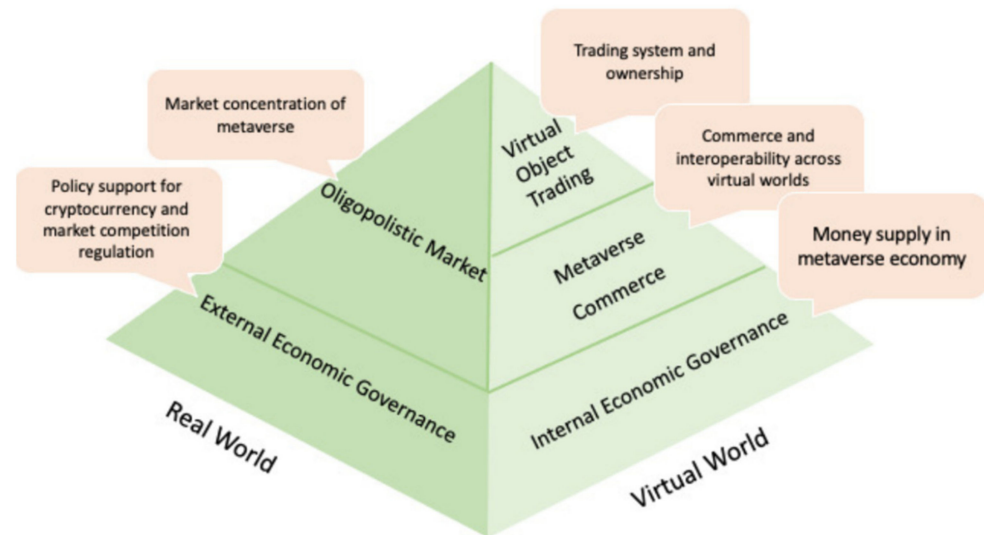 Trading system and
ownership
Market concentration of
metaverse
Commerce and
interoperability across
virtual worlds
Policy support for
cryptocurrency and
market competition
regulation
Money supply in
metaverse economy
Virtual
Object
Trading
Oligopolistic Market
Metaverse
Commerce
External Economic Governance
Internal Economic Governance
Real World
Virtual World